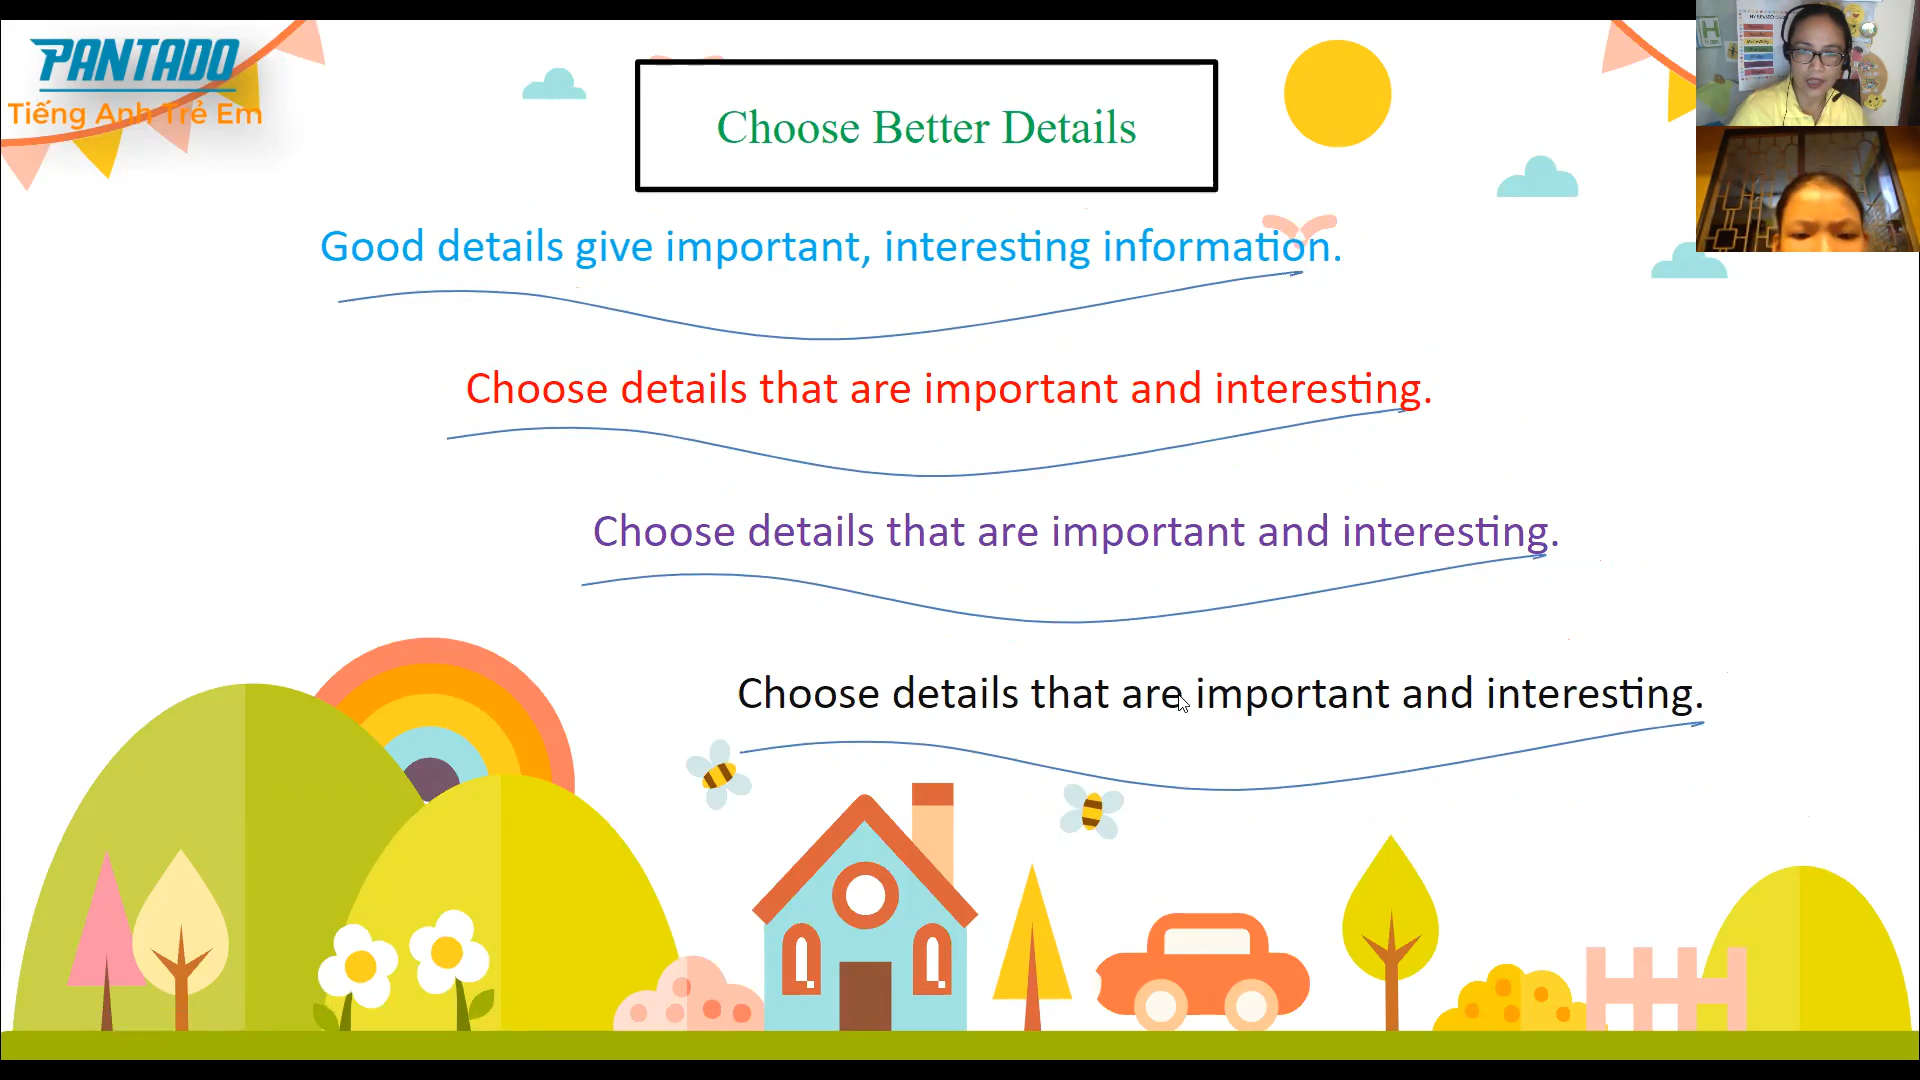 PANTADO
Tiếng Anh Trẻ Em
Choose Better Details
Good details give important, interesting information.
Choose details that are important and interesting.
Choose details that are important and interesting.
Choose details that are important and interesting.